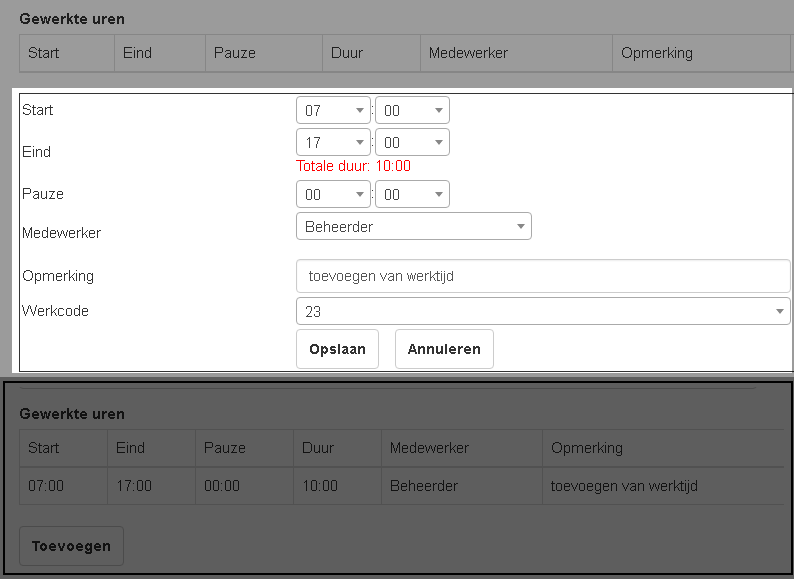 Gewerkte uren
Start Eind Pauze Duur Medewerker Opmerking
Start 07 : 00
Eind 17 : 00
Totale duur: 10:00
Pauze 00 : 00
Medewerker Beheerder
Opmerking toevoegen van werktijd
Werkcode 23
Opslaan Annuleren
Gewerkte uren
Start Eind Pauze Duur Medewerker Opmerking
07:00 17:00 00:00 10:00 Beheerder toevoegen van werktijd
Toevoegen